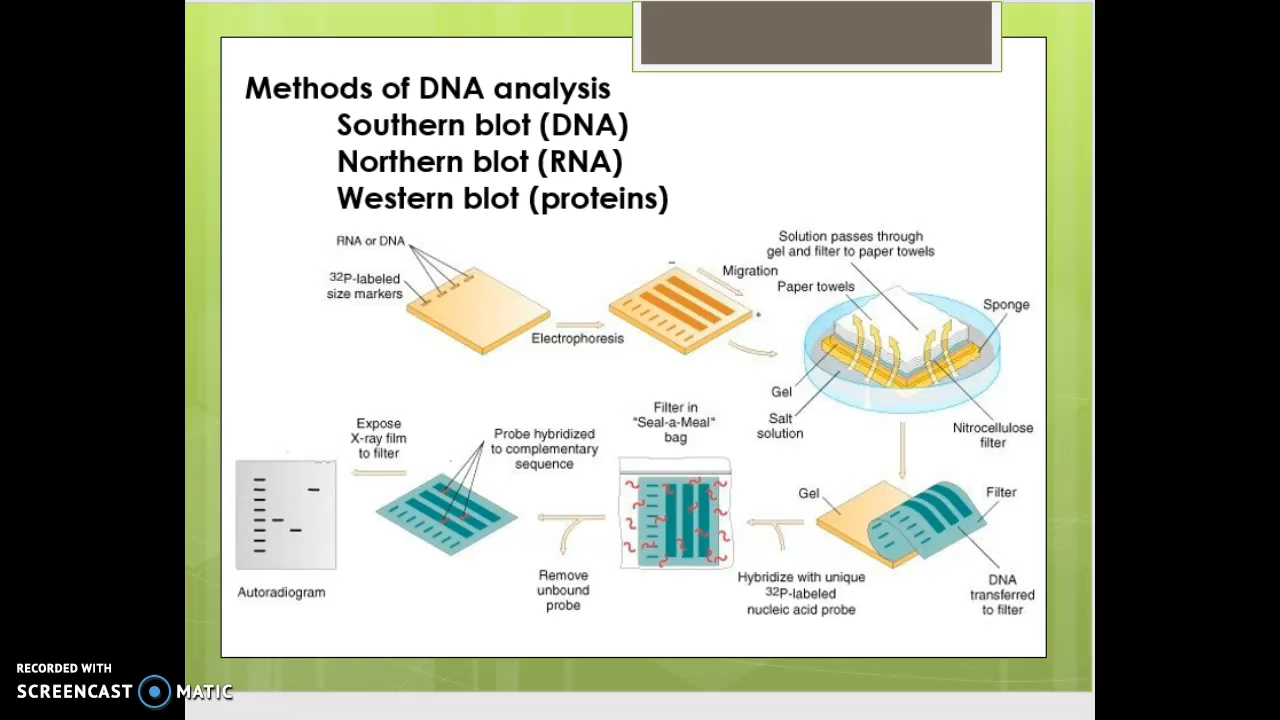 Methods of DNA analysis
Southern blot (DNA)
Northern blot (RNA)
Western blot (proteins)
RNA or DNA
32P-labeled
size markers
Electrophoresis
−
Migration
+
Solution passes through
gel and filter to paper towels
Paper towels
Sponge
Gel
Salt
solution
Nitrocellulose
filter
Gel
Filter
DNA
transferred
to filter
Hybridize with unique
32P-labeled
nucleic acid probe
Filter in
"Seal-a-Meal"
bag
Remove
unbound
probe
Probe hybridized
to complementary
sequence
Expose
X-ray film
to filter
Autoradiogram
RECORDED WITH
SCREENCAST MATIC